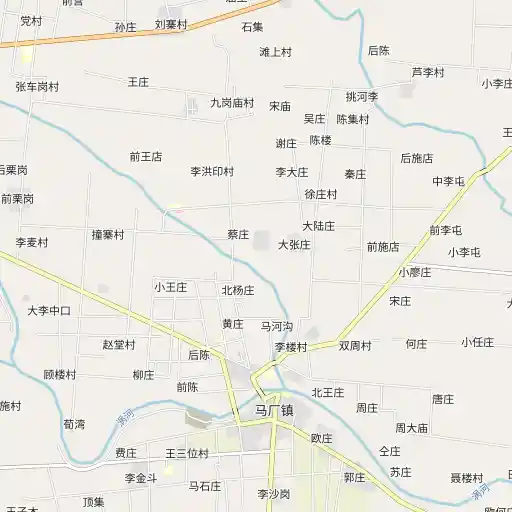 党村
孙庄
刘寨村
石集
滩上村
后陈
芦李村
小李庄
张车岗村
王庄
九岗庙村
宋庙
挑河李
吴庄
陈集村
谢庄
陈楼
前王店
李洪印村
李大庄
秦庄
后施店
后栗岗
中李屯
前栗岗
徐庄村
大陆庄
前李屯
李麦村
撞寨村
蔡庄
大张庄
前施店
小李屯
小廖庄
小王庄
北杨庄
宋庄
大李中口
黄庄
马河沟
赵堂村
后陈
李楼村
双周村
何庄
小任庄
顾楼村
柳庄
前陈
北王庄
唐庄
施村
涡河
马厂镇
周庄
荀湾
周大庙
欧庄
费庄
王三位村
仝庄
李金斗
郭庄
苏庄
聂楼村
马石庄
李沙岗
涡河
顶集
王子木